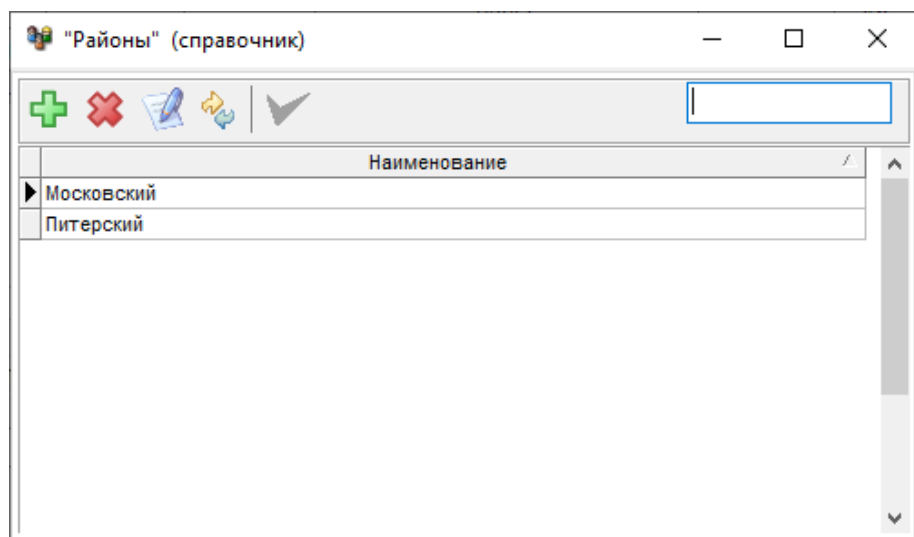 "Районы" (справочник)
Наименование
Московский
Питерский